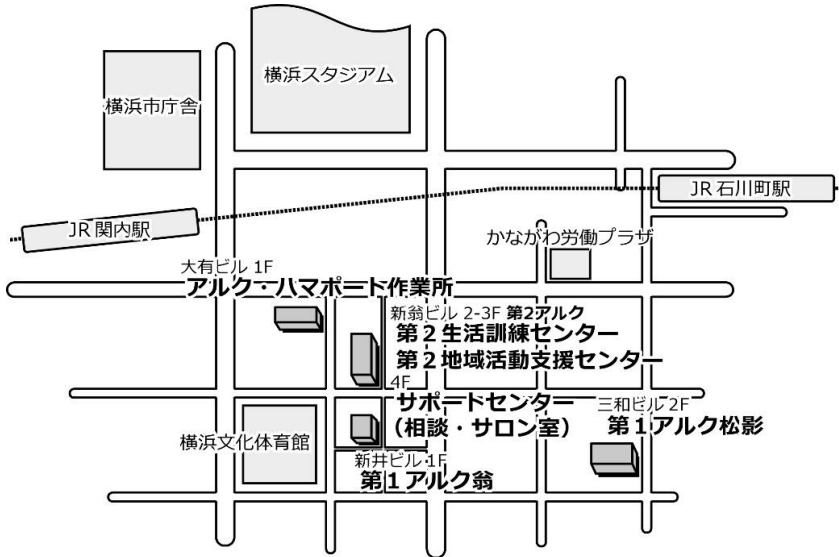 横浜スタジアム
横浜市庁舎
JR 石川町駅
JR 関内駅
かながわ労働プラザ
大有ビル 1F
アルク・ハマポート作業所
新翁ビル 2-3F 第2アルク
第2生活訓練センター
第2地域活動支援センター
4F
サポートセンター
（相談・サロン室）
三和ビル 2F
第1アルク松影
横浜文化体育館
新井ビル 1F
第1アルク翁